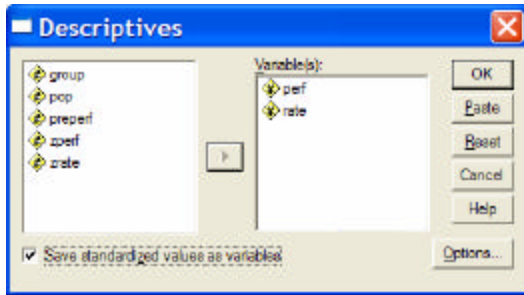 Descriptives
group
pop
preperf
zperf
zrate
Variable(s):
perf
rate
OK
Paste
Reset
Cancel
Help
Save standardized values as variables
Options...